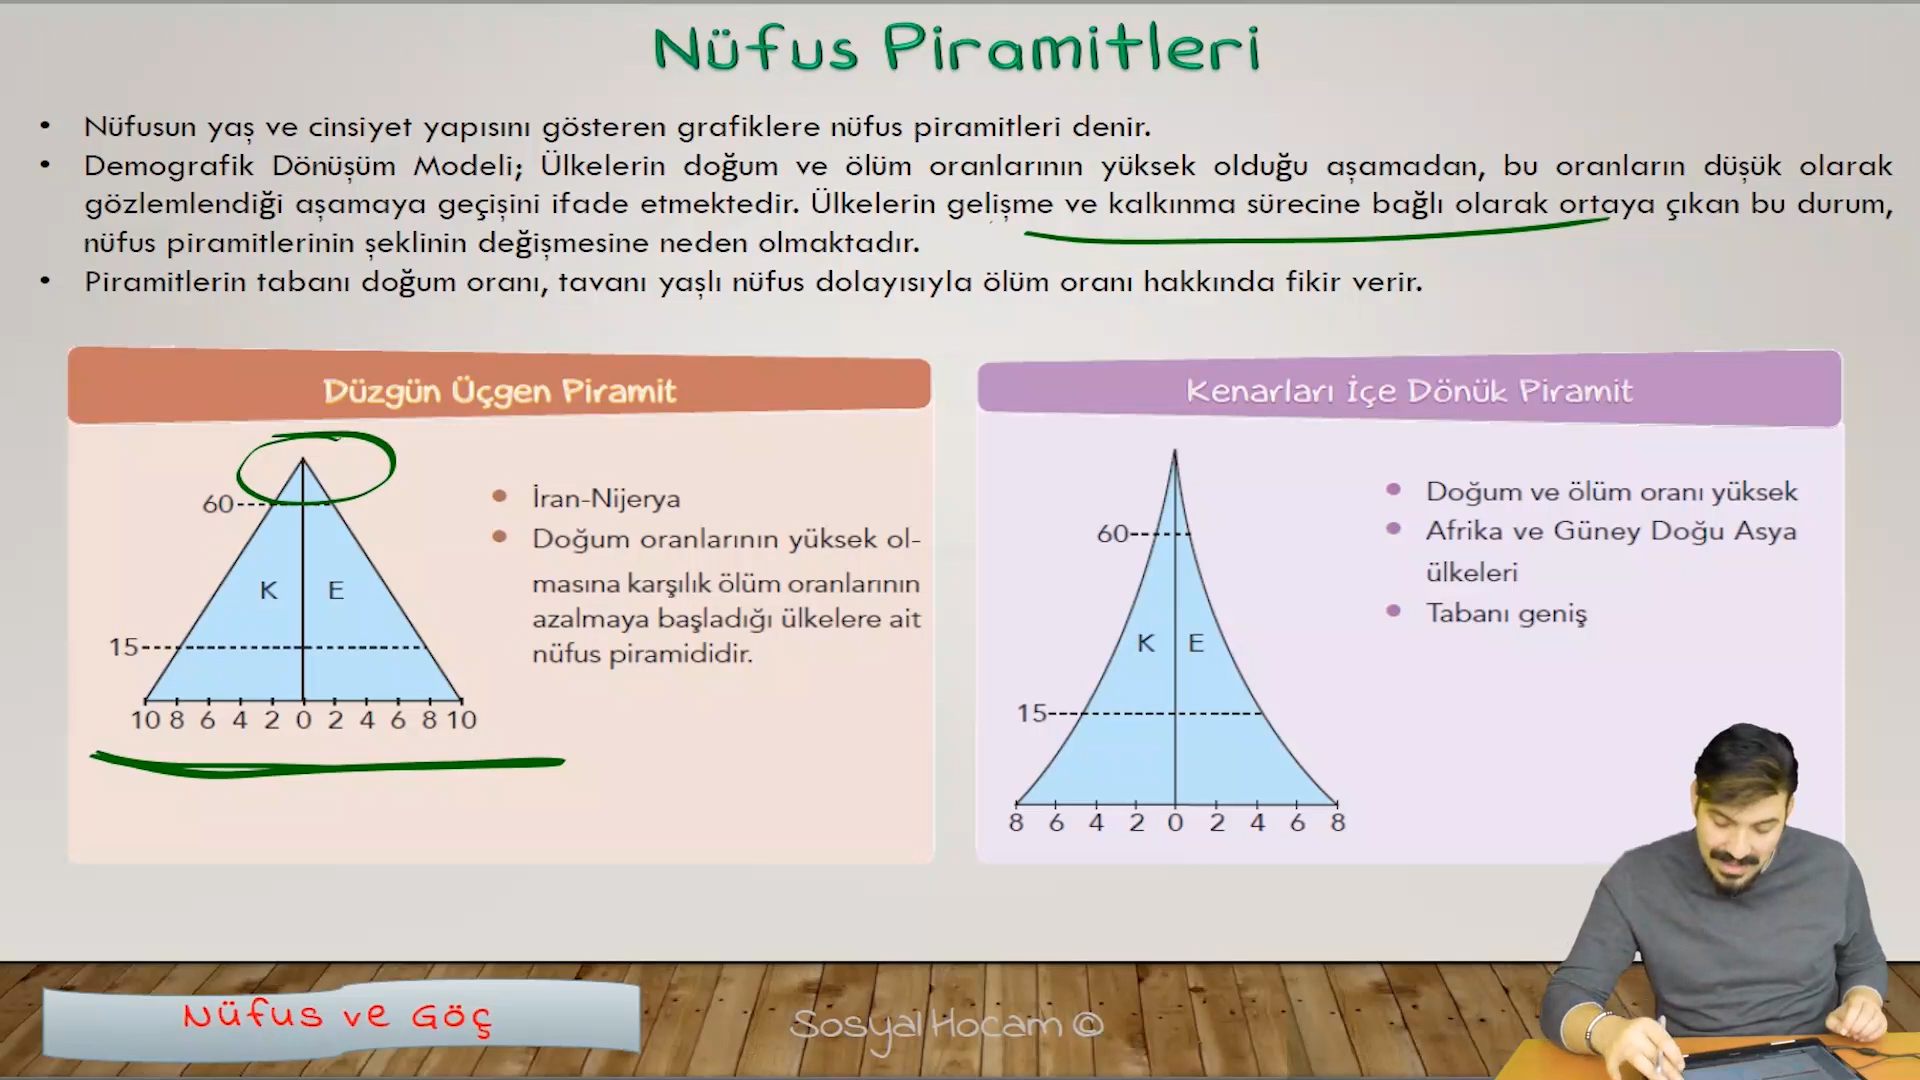 Nüfus Piramitleri
• Nüfusun yaş ve cinsiyet yapısını gösteren grafiklere nüfus piramitleri denir.
• Demografik Dönüşüm Modeli; Ülkelerin doğum ve ölüm oranlarının yüksek olduğu aşamadan, bu oranların düşük olarak
gözlemlendiği aşamaya geçişini ifade etmektedir. Ülkelerin gelişme ve kalkınma sürecine bağlı olarak ortaya çıkan bu durum,
nüfus piramitlerinin şeklinin değişmesine neden olmaktadır.
• Piramitlerin tabanı doğum oranı, tavanı yaşlı nüfus dolayısıyla ölüm oranı hakkında fikir verir.
Düzgün Üçgen Piramit
60
K E
15
10 8 6 4 2 0 2 4 6 8 10
• İran-Nijerya
• Doğum oranlarının yüksek ol-
masına karşılık ölüm oranlarının
azalmaya başladığı ülkelere ait
nüfus piramididir.
Kenarları İçe Dönük Piramit
60
K E
15
8 6 4 2 0 2 4 6 8
• Doğum ve ölüm oranı yüksek
• Afrika ve Güney Doğu Asya
ülkeleri
• Tabanı geniş
Nüfus ve Göç
Sosyal Hocam ©